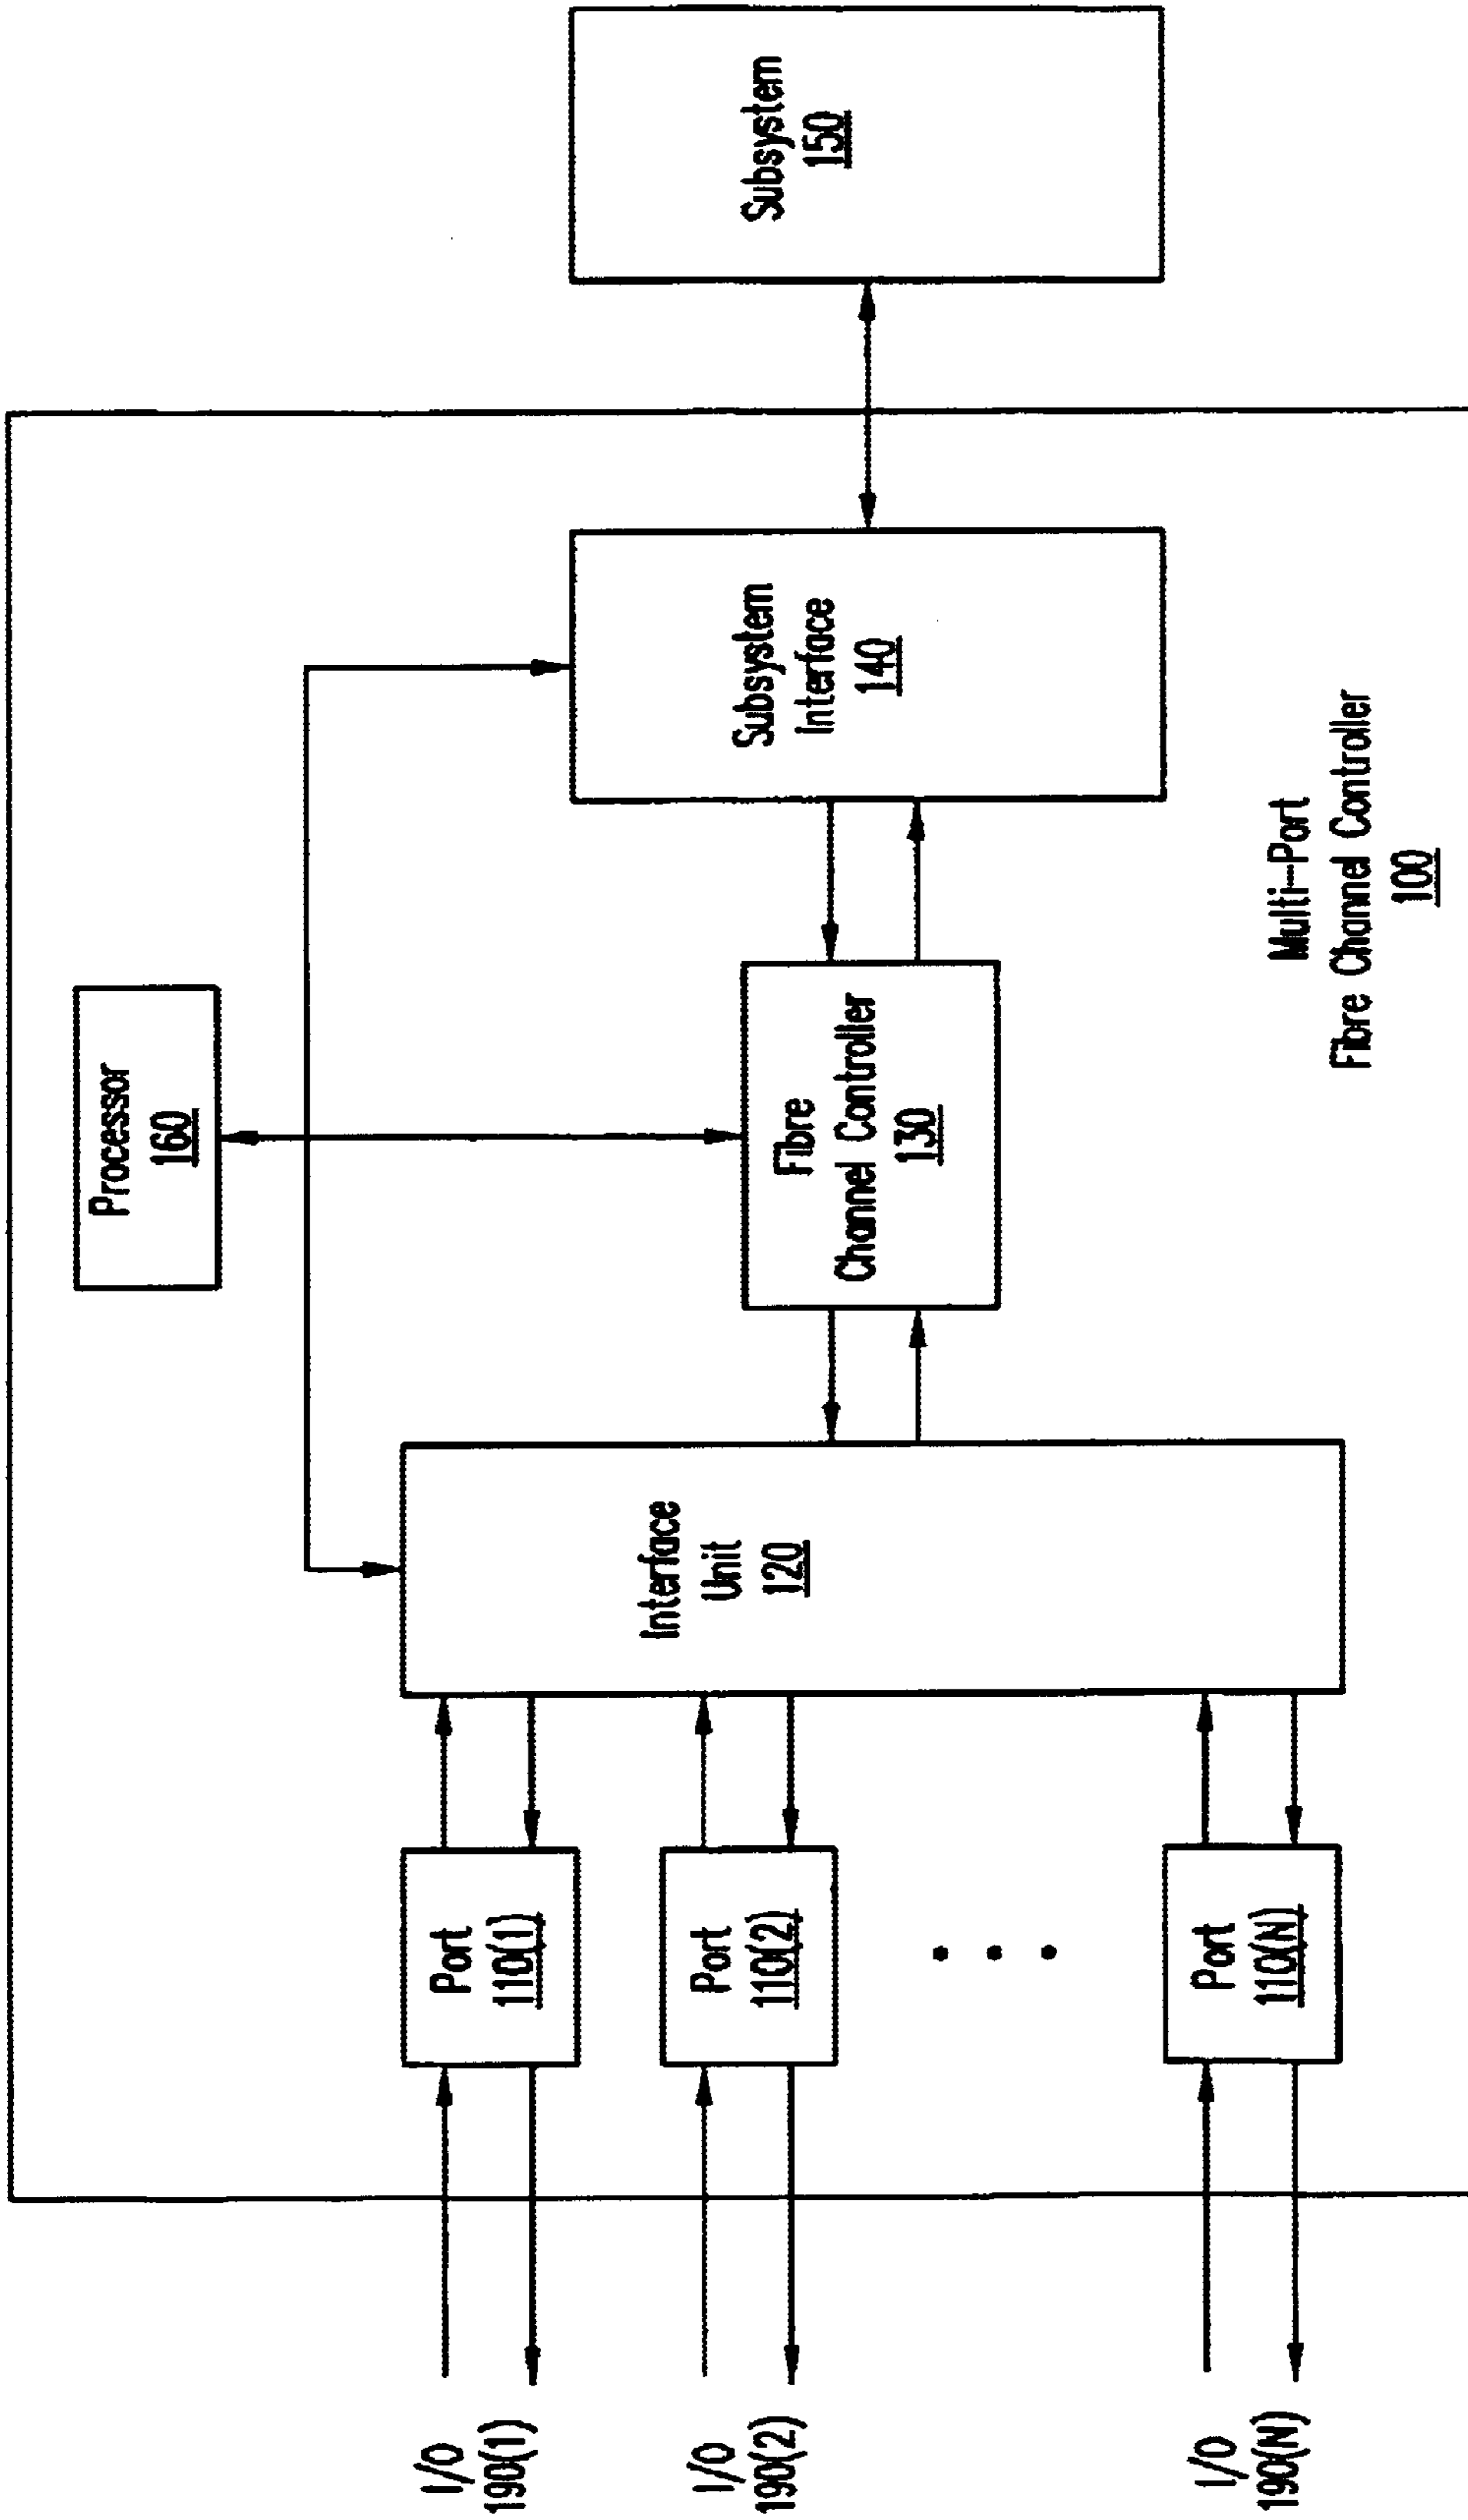 Processor
160
I/O
190(1)
Port
110(1)
Interface
Unit
120
Fibre
Channel Controller
130
Subsystem
Interface
140
Subsystem
150
I/O
190(2)
Port
110(2)
I/O
190(N)
Port
110(N)
Multi-Port
Fibre Channel Controller
100